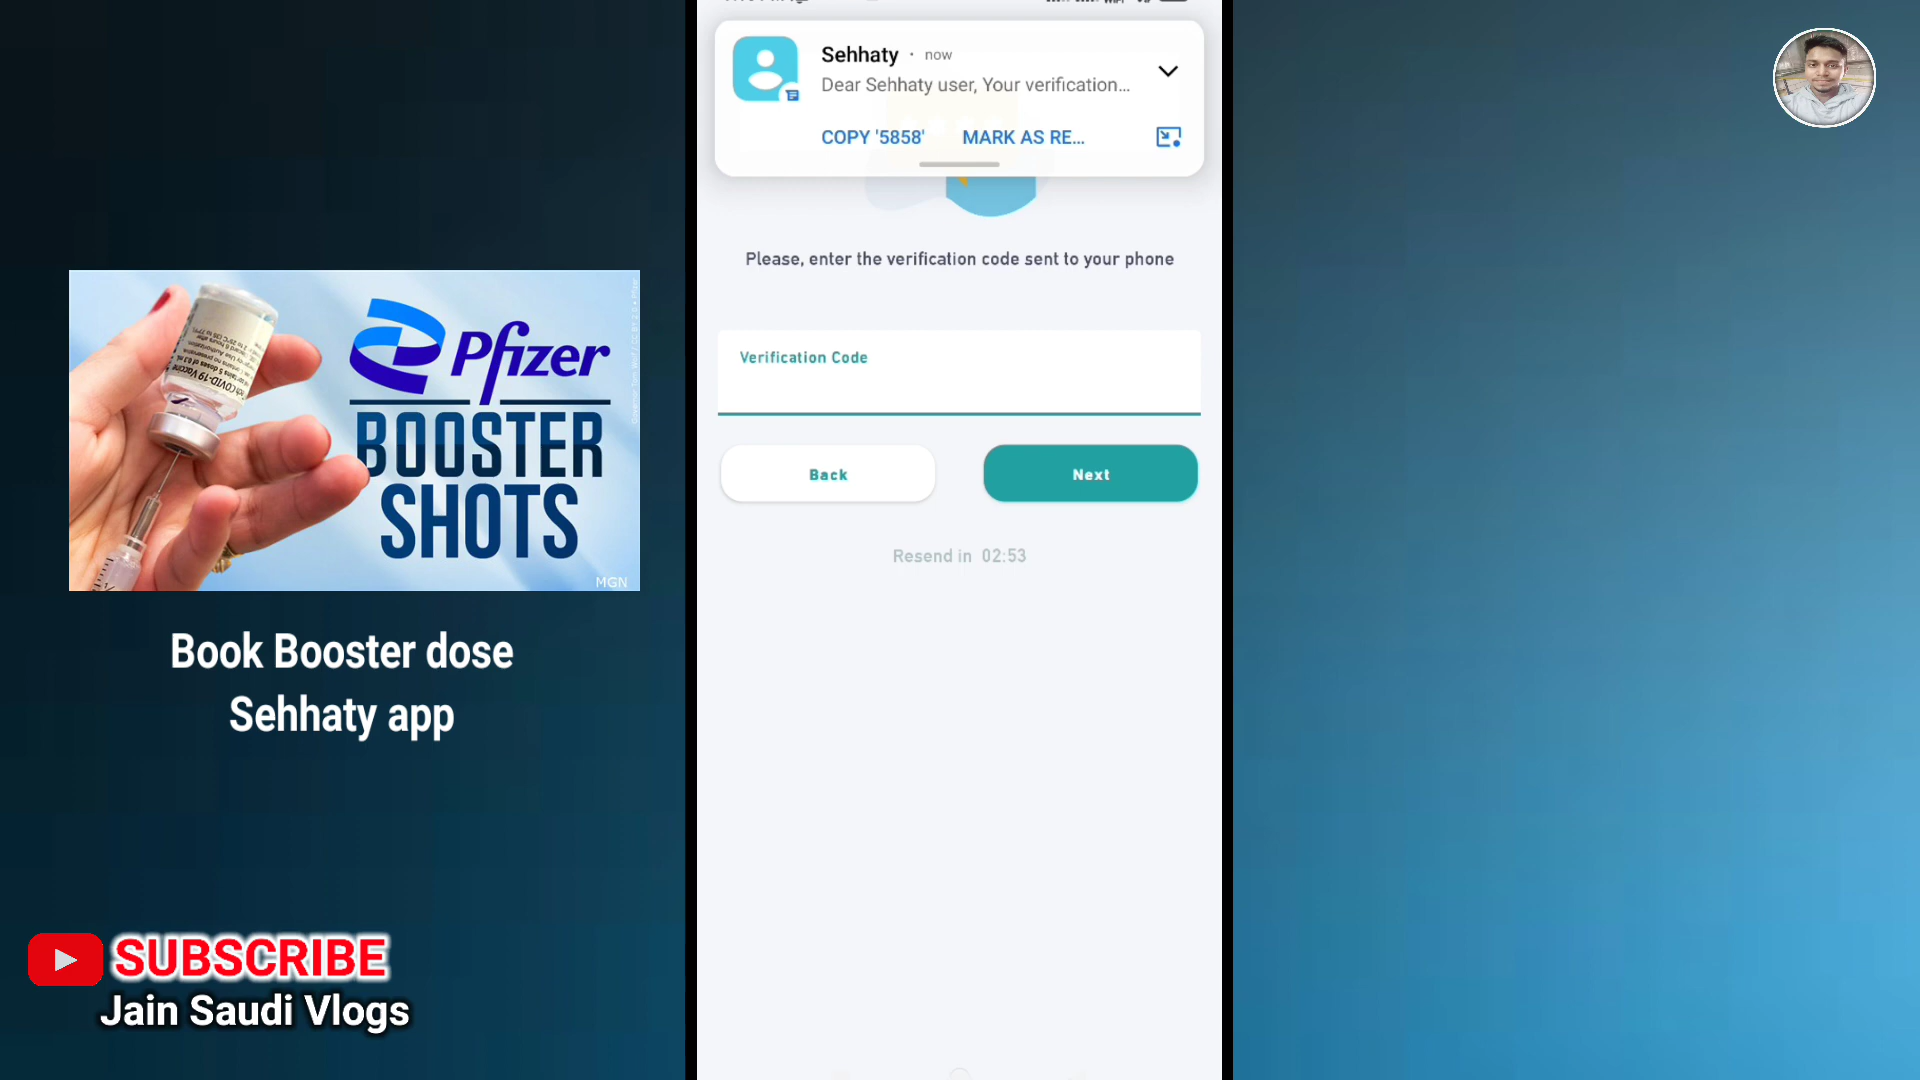 Sehhaty · now
Dear Sehhaty user, Your verification...
COPY '5858' MARK AS RE...
Please, enter the verification code sent to your phone
Verification Code
Back
Next
Resend in 02:53
Pfizer
BOOSTER
SHOTS
MGN
Book Booster dose
Sehhaty app
SUBSCRIBE
Jain Saudi Vlogs